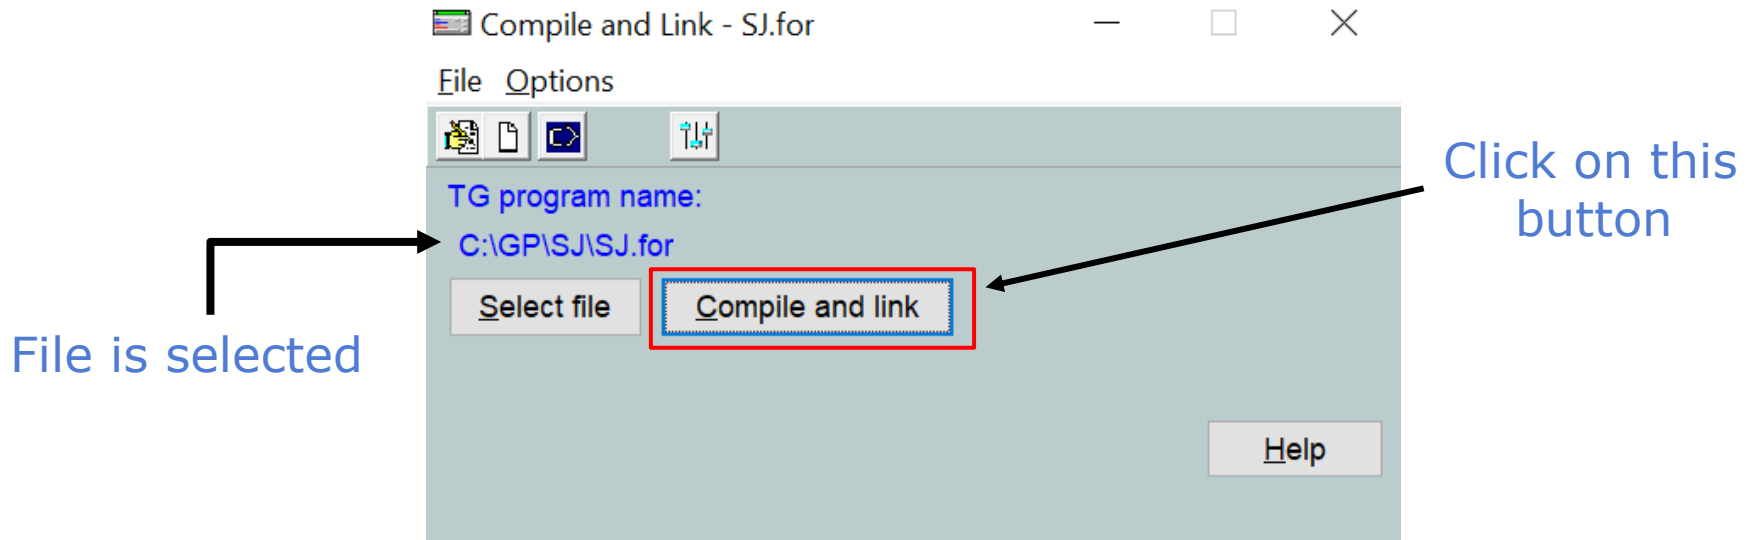 Compile and Link - SJ.for
File Options
TG program name:
C:\GP\SJ\SJ.for
Select file
Compile and link
Help
File is selected
Click on this
button